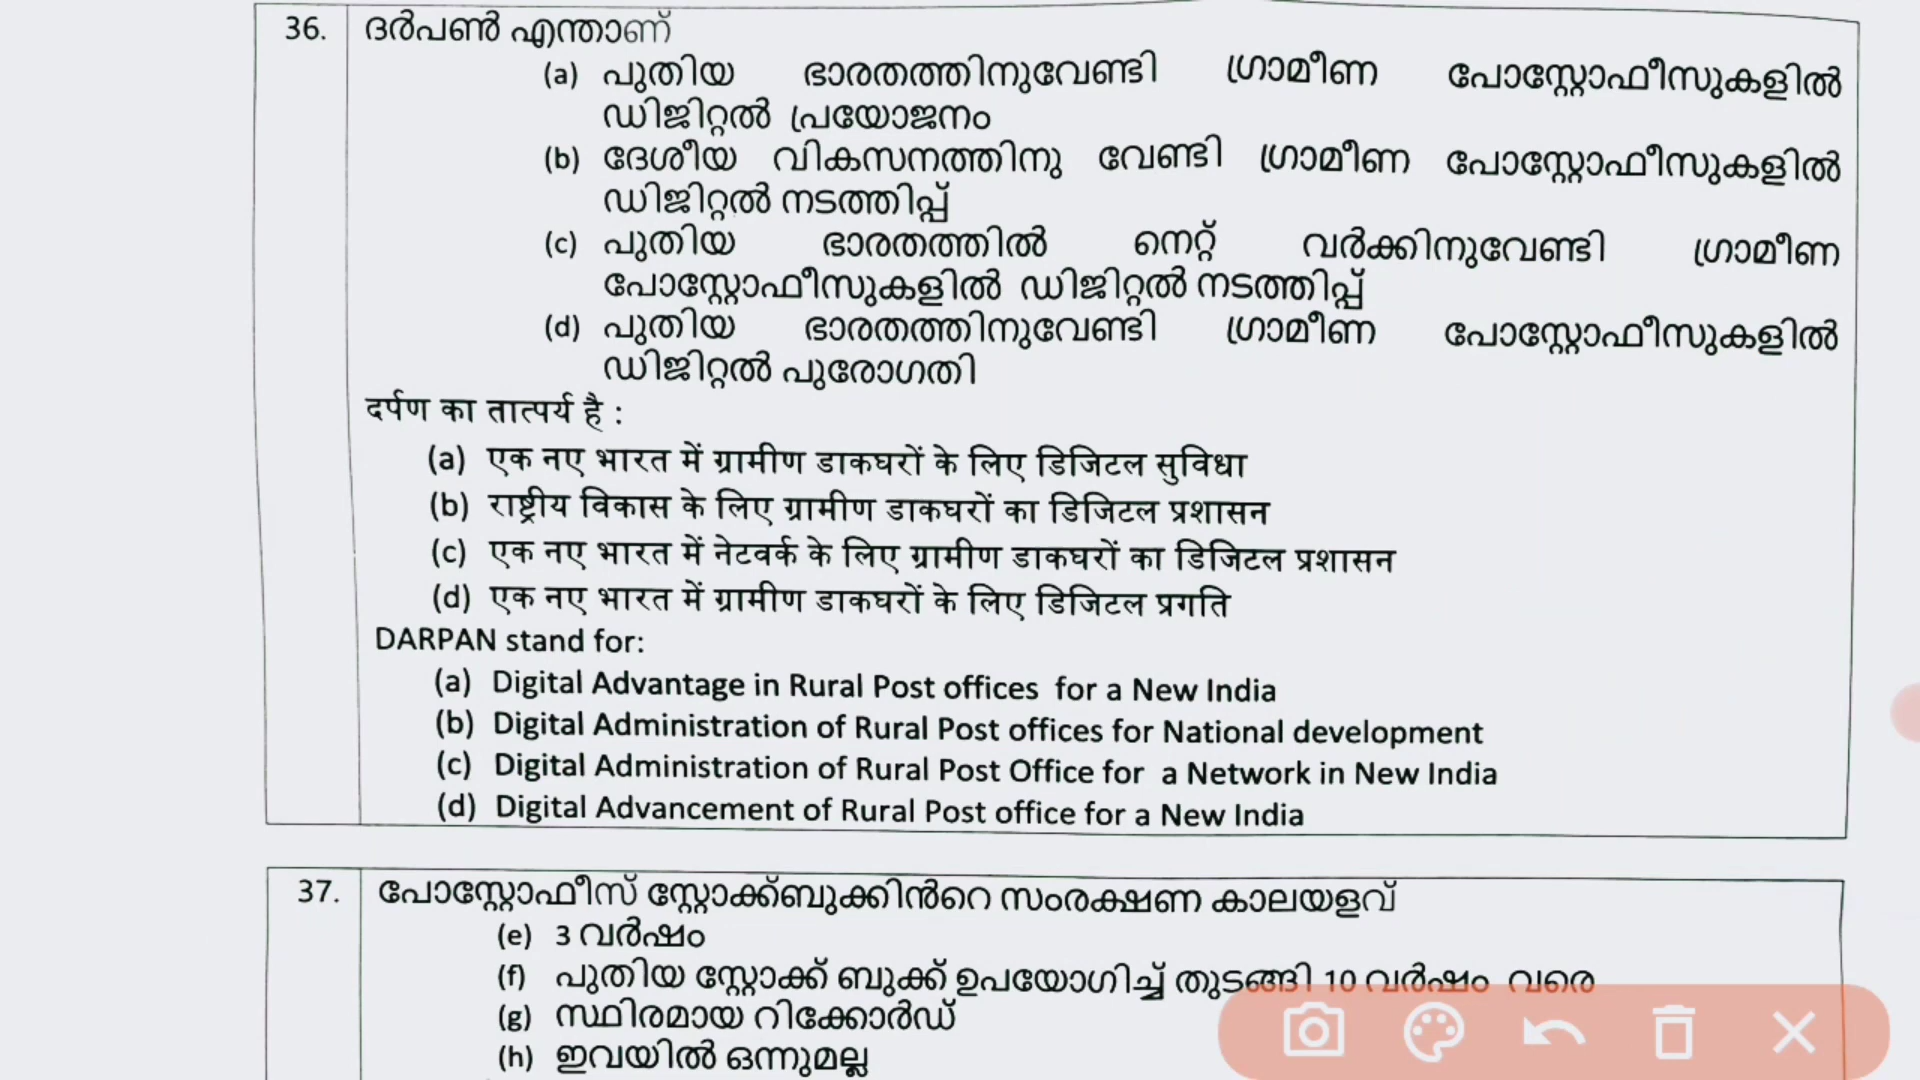 36. ദർപൺ എന്താണ്
(a) പുതിയ ഭാരതത്തിനുവേണ്ടി ഗ്രാമീണ പോസ്റ്റോഫീസുകളിൽ
ഡിജിറ്റൽ പ്രയോജനം
(b) ദേശീയ വികസനത്തിനു വേണ്ടി ഗ്രാമീണ പോസ്റ്റോഫീസുകളിൽ
ഡിജിറ്റൽ നടത്തിപ്പ്
(c) പുതിയ ഭാരതത്തിൽ നെറ്റ് വർക്കിനുവേണ്ടി ഗ്രാമീണ
പോസ്റ്റോഫീസുകളിൽ ഡിജിറ്റൽ നടത്തിപ്പ്
(d) പുതിയ ഭാരതത്തിനുവേണ്ടി ഗ്രാമീണ പോസ്റ്റോഫീസുകളിൽ
ഡിജിറ്റൽ പുരോഗതി
दर्पण का तात्पर्य है :
(a) एक नए भारत में ग्रामीण डाकघरों के लिए डिजिटल सुविधा
(b) राष्ट्रीय विकास के लिए ग्रामीण डाकघरों का डिजिटल प्रशासन
(c) एक नए भारत में नेटवर्क के लिए ग्रामीण डाकघरों का डिजिटल प्रशासन
(d) एक नए भारत में ग्रामीण डाकघरों के लिए डिजिटल प्रगति
DARPAN stand for:
(a) Digital Advantage in Rural Post offices for a New India
(b) Digital Administration of Rural Post offices for National development
(c) Digital Administration of Rural Post Office for a Network in New India
(d) Digital Advancement of Rural Post office for a New India
37. പോസ്റ്റോഫീസ് സ്റ്റോക്ക്ബുക്കിൻറെ സംരക്ഷണ കാലയളവ്
(e) 3 വർഷം
(f) പുതിയ സ്റ്റോക്ക് ബുക്ക് ഉപയോഗിച്ച് തുടങ്ങി 10 വർഷം വരെ
(g) സ്ഥിരമായ റിക്കോർഡ്
(h) ഇവയിൽ ഒന്നുമല്ല